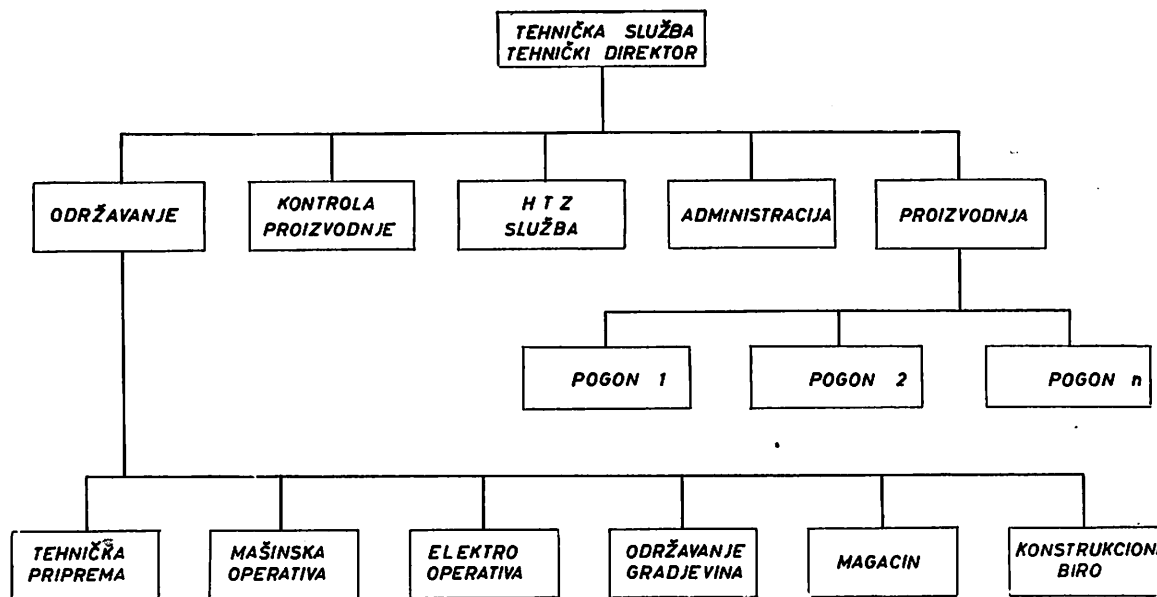 TEHNIČKA SLUŽBA
TEHNIČKI DIREKTOR
ODRŽAVANJE
KONTROLA
PROIZVODNJE
H T Z
SLUŽBA
ADMINISTRACIJA
PROIZVODNJA
POGON 1
POGON 2
POGON n
TEHNIČKA
PRIPREMA
MAŠINSKA
OPERATIVA
ELEKTRO
OPERATIVA
ODRŽAVANJE
GRADJEVINA
MAGACIN
KONSTRUKCIONI
BIRO